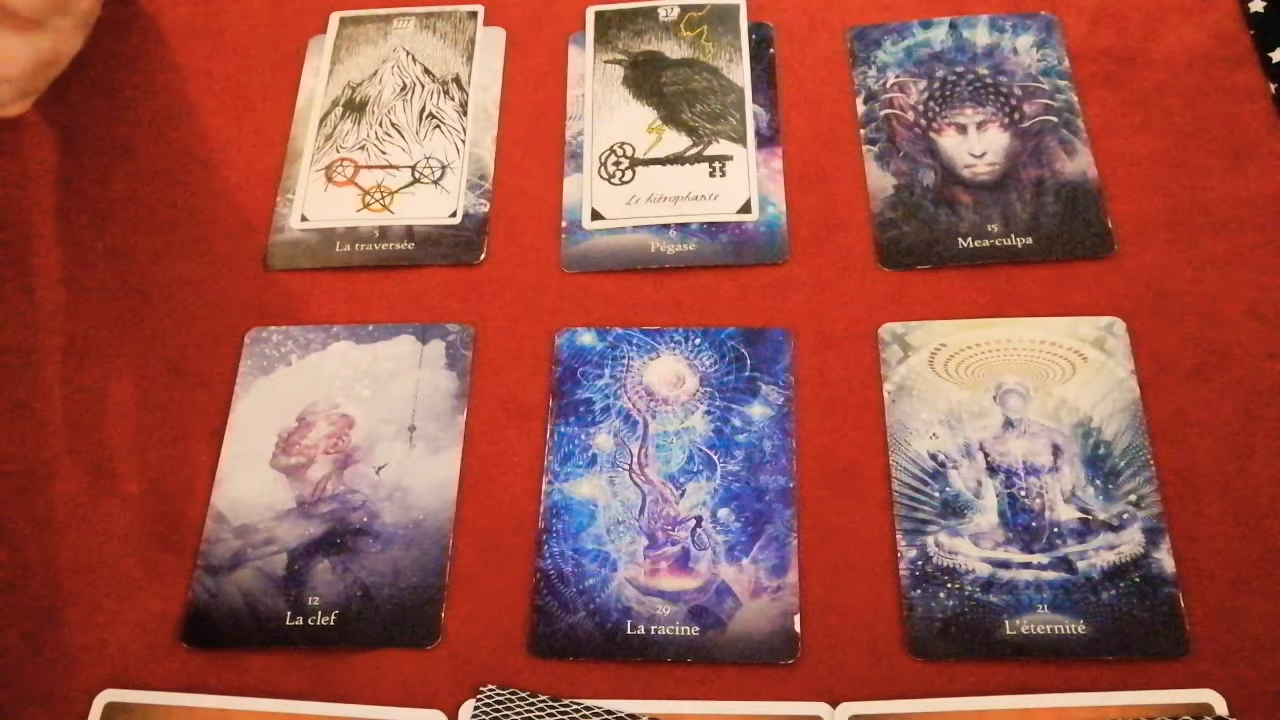 III
V
Le hiérophante
5
La traversée
6
Pégase
15
Mea-culpa
12
La clef
29
La racine
21
L'éternité